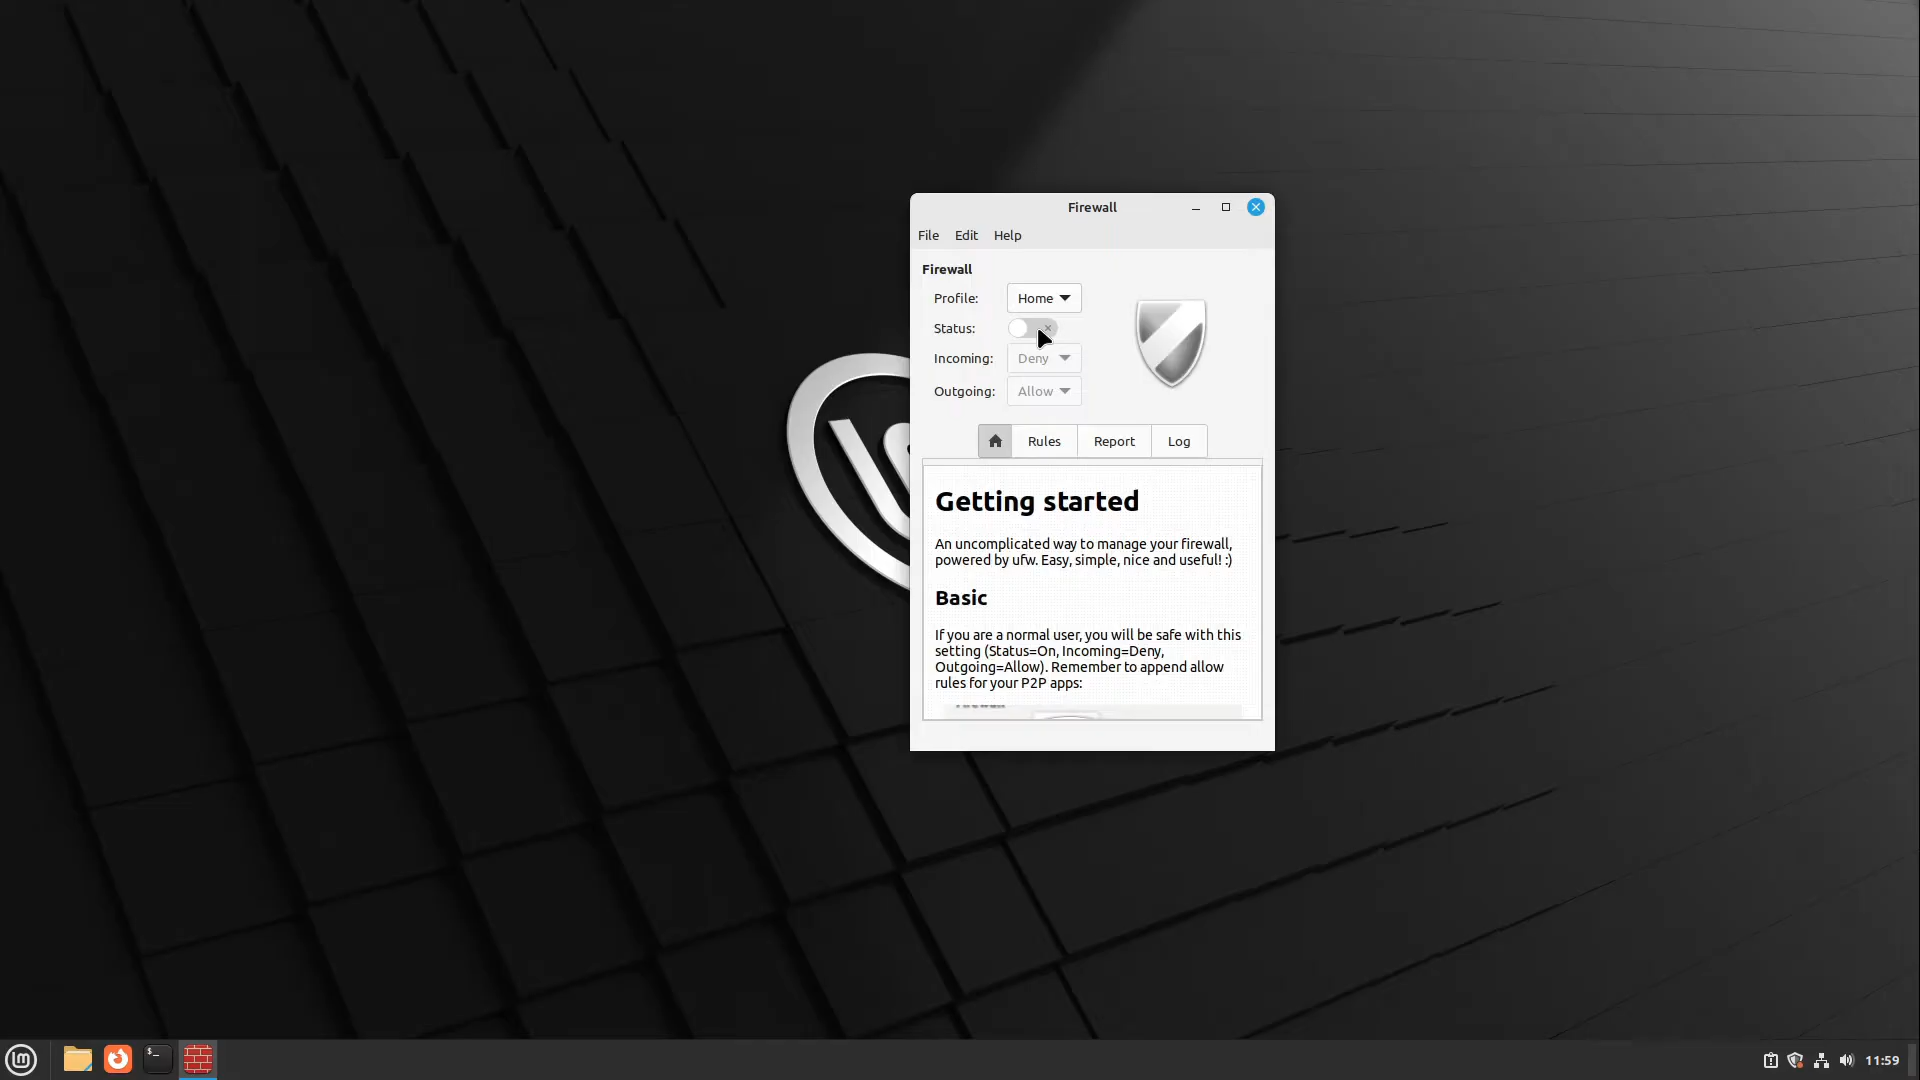 Firewall
File Edit Help
Firewall
Profile: Home
Status:
Incoming: Deny
Outgoing: Allow
Rules Report Log
Getting started
An uncomplicated way to manage your firewall,
powered by ufw. Easy, simple, nice and useful! :)
Basic
If you are a normal user, you will be safe with this
setting (Status=On, Incoming=Deny,
Outgoing=Allow). Remember to append allow
rules for your P2P apps:
11:59